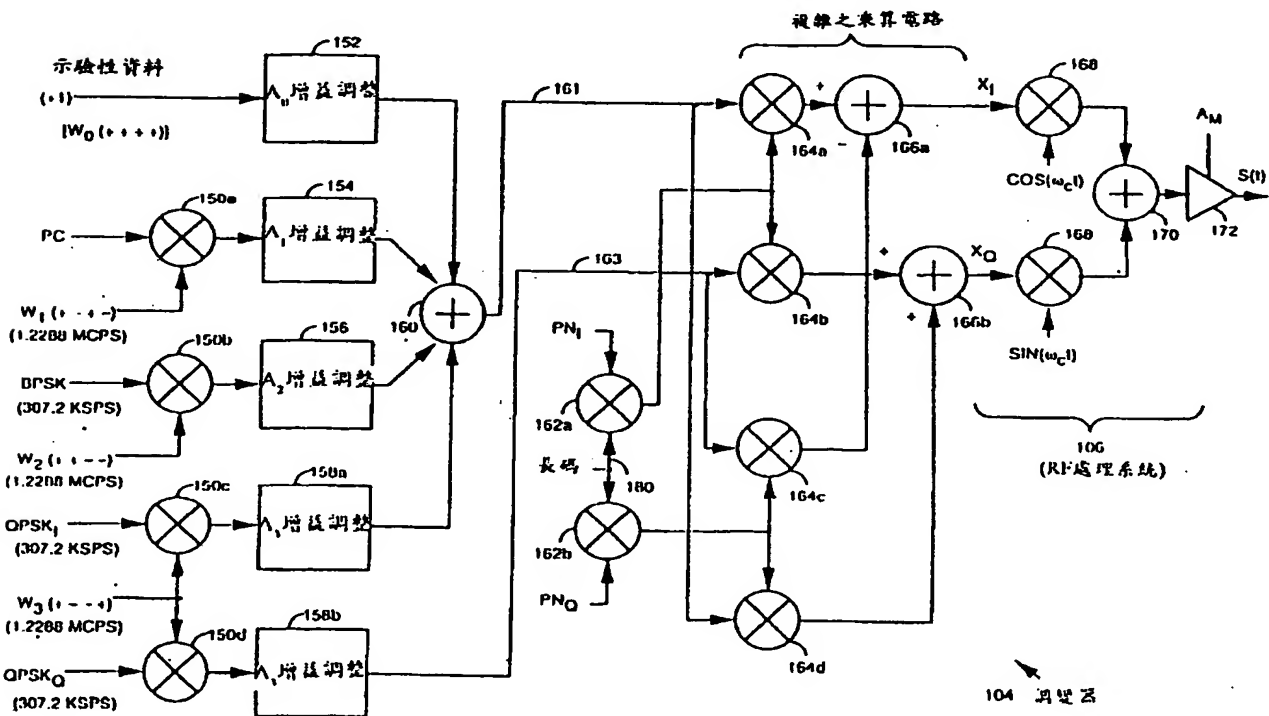 複雜之乘算電路
152
示驗性資料
(+1)
A0增益調整
[W0 (+ + + +)]
161
164a
+
-
166a
XI
168
COS(ωct)
AM
S(t)
170
172
150a
154
PC
A1增益調整
W1 (+ - + -)
(1.2288 MCPS)
160
163
164b
+
+
166b
XQ
168
SIN(ωct)
150b
156
BPSK
(307.2 KSPS)
A2增益調整
W2 (+ + - -)
(1.2288 MCPS)
PNI
162a
長碼
180
162b
PNQ
164c
164d
106
(RF處理系統)
150c
158a
QPSKI
(307.2 KSPS)
A3增益調整
W3 (+ - - +)
(1.2288 MCPS)
150d
158b
QPSKQ
(307.2 KSPS)
A3增益調整
104 調變器